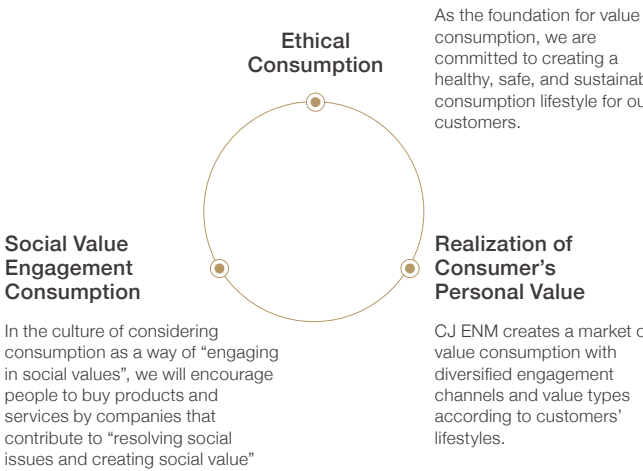 Ethical
Consumption
As the foundation for value
consumption, we are
committed to creating a
healthy, safe, and
consumption lifestyle for
customers.
Social Value
Engagement
Consumption
In the culture of considering
consumption as a way of “engaging
in social values”, we will encourage
people to buy products and
services by companies that
contribute to “resolving social
issues and creating social value”
Realization of
Consumer’s
Personal Value
CJ ENM creates a market
value consumption with
diversified engagement
channels and value types
according to customers’
lifestyles.